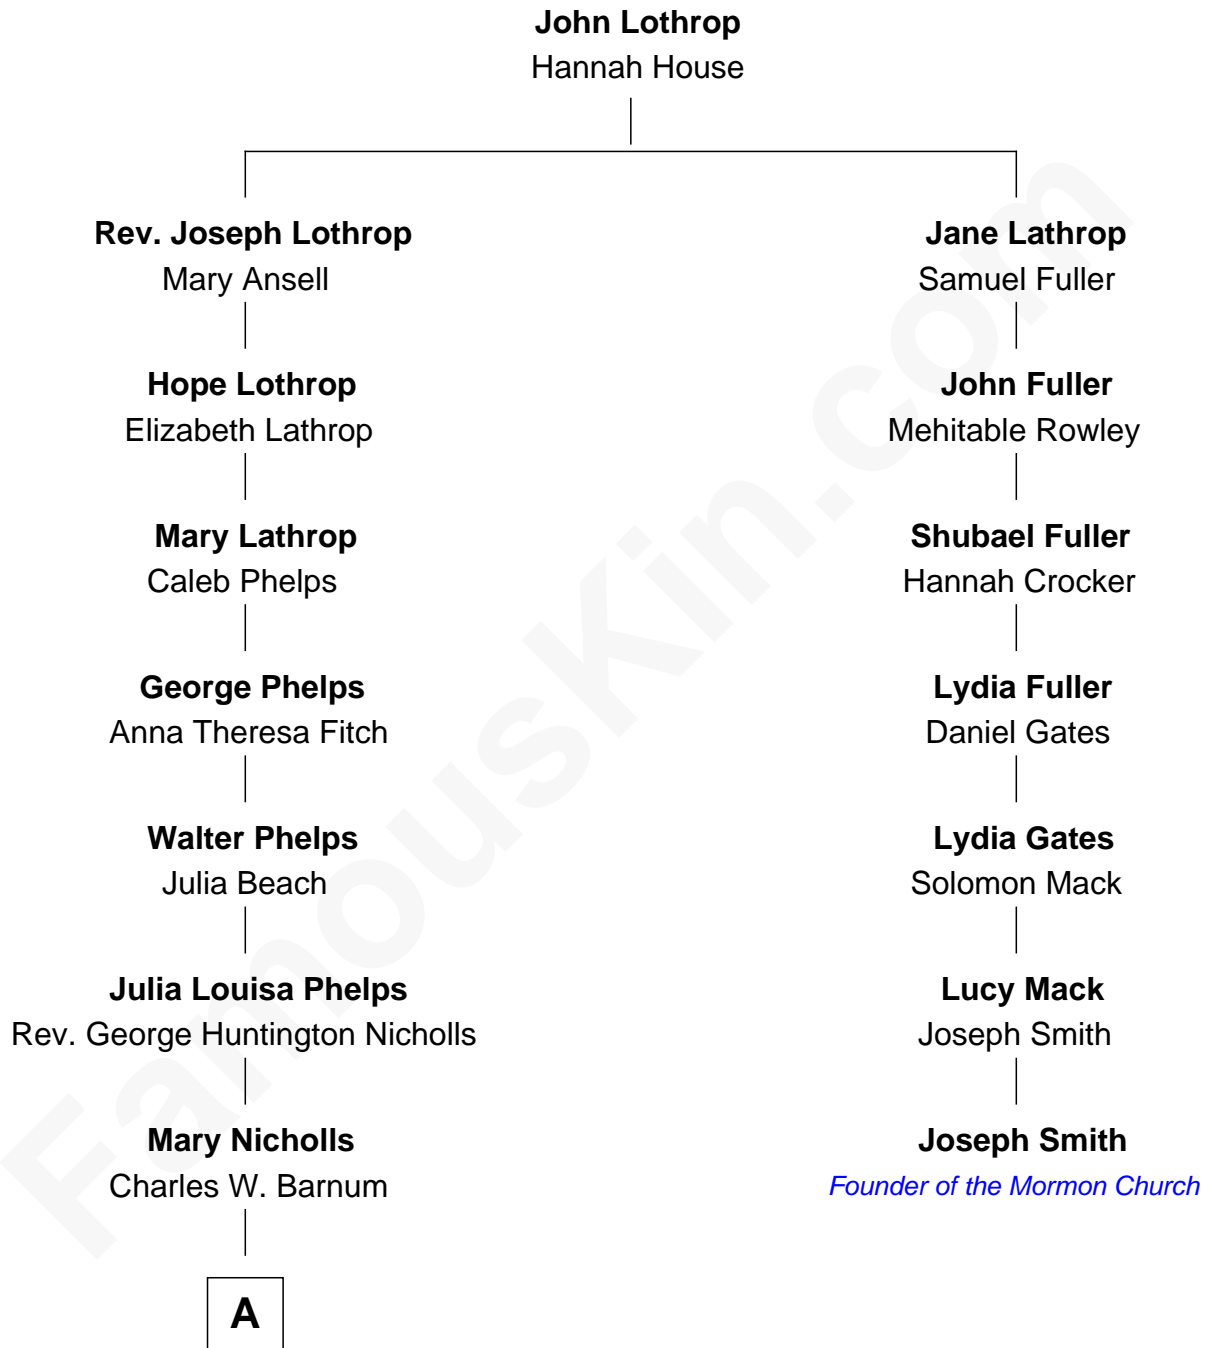 John Lothrop
Hannah House
Rev. Joseph Lothrop
Mary Ansell
Jane Lathrop
Samuel Fuller
Hope Lothrop
Elizabeth Lathrop
John Fuller
Mehitable Rowley
Mary Lathrop
Caleb Phelps
Shubael Fuller
Hannah Crocker
George Phelps
Anna Theresa Fitch
Lydia Fuller
Daniel Gates
Walter Phelps
Julia Beach
Lydia Gates
Solomon Mack
Julia Louisa Phelps
Rev. George Huntington Nicholls
Lucy Mack
Joseph Smith
Mary Nicholls
Charles W. Barnum
Joseph Smith
Founder of the Mormon Church
A
FamousKin.com